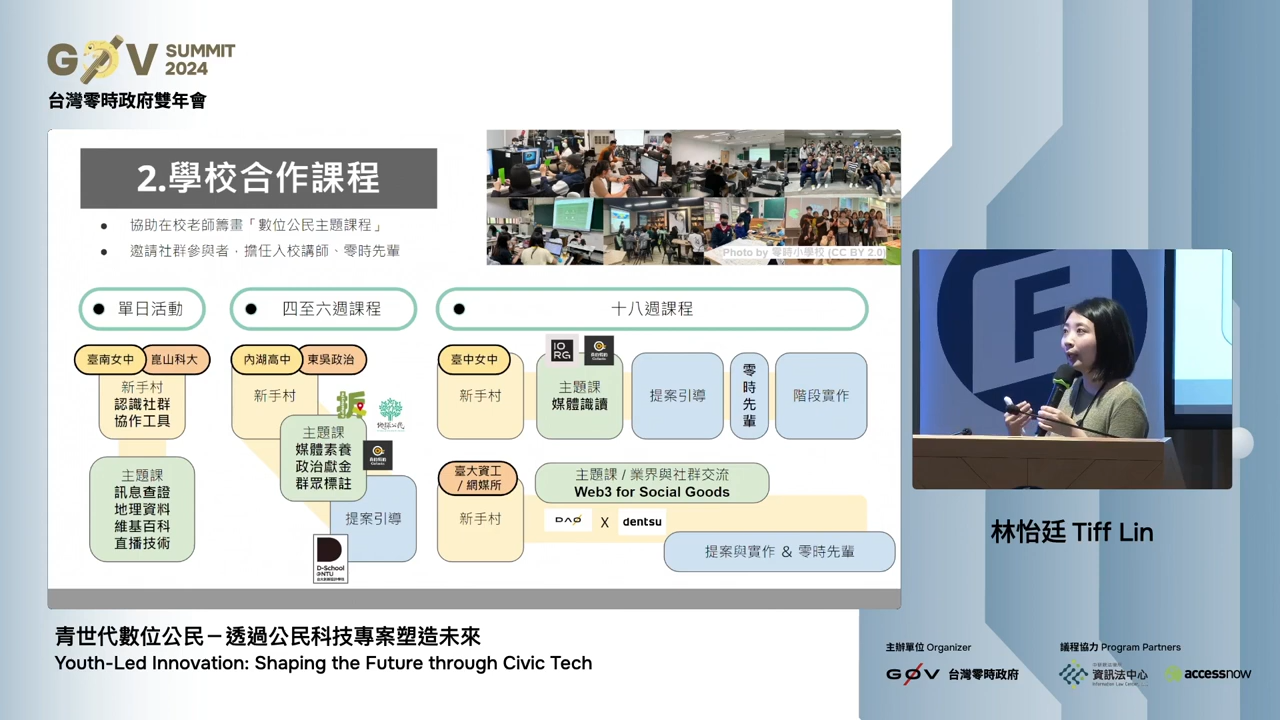 G0V SUMMIT 2024
台灣零時政府雙年會
2.學校合作課程
● 協助在校老師籌畫「數位公民主題課程」
● 邀請社群參與者，擔任入校講師、零時先輩
Photo by 零時小學校 (CC BY 2.0)
● 單日活動
● 四至六週課程
● 十八週課程
臺南女中
崑山科大
新手村
認識社群
協作工具
主題課
訊息查證
地理資料
維基百科
直播技術
內湖高中
東吳政治
新手村
折
地球公民
主題課
媒體素養
政治獻金
群眾標註
提案引導
D-School
@NTU
臺中女中
新手村
IO
RG
主題課
媒體識讀
提案引導
零時先輩
階段實作
臺大資工
/ 網媒所
新手村
主題課 / 業界與社群交流
Web3 for Social Goods
DAO X dentsu
提案與實作 & 零時先輩
F
林怡廷 Tiff Lin
青世代數位公民－透過公民科技專案塑造未來
Youth-Led Innovation: Shaping the Future through Civic Tech
主辦單位 Organizer
G0V 台灣零時政府
議程協力 Program Partners
資訊法中心
Information Law Center
accessnow